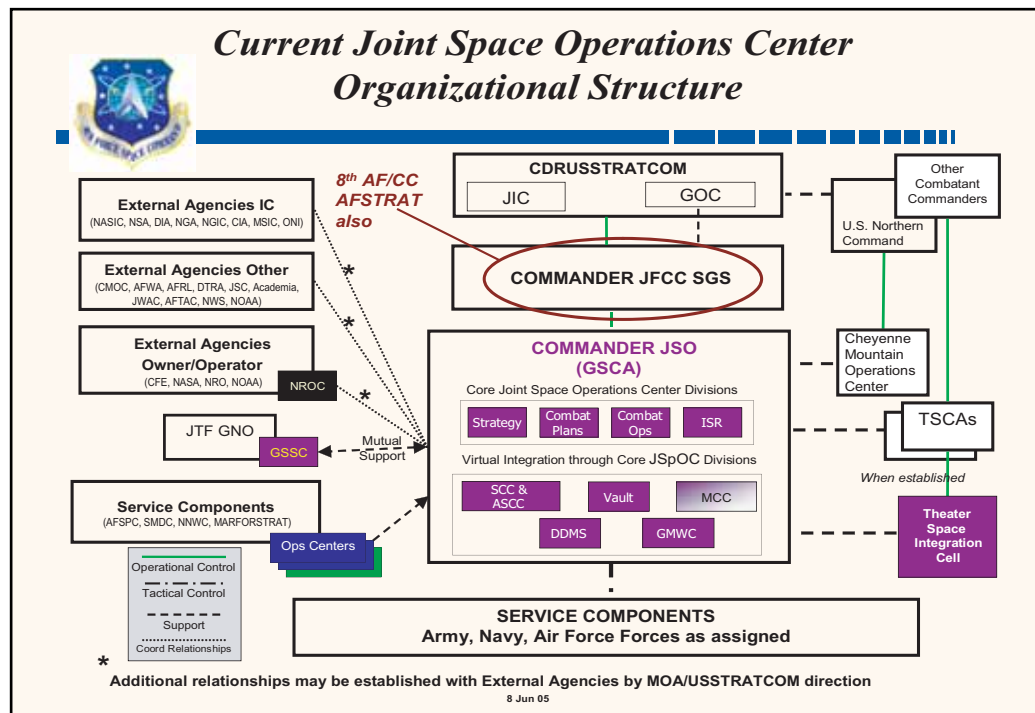 Current Joint Space Operations Center
Organizational Structure
AIR FORCE SPACE COMMAND
8th AF/CC
AFSTRAT
also
CDRUSSTRATCOM
JIC
GOC
Other
Combatant
Commanders
U.S. Northern
Command
External Agencies IC
(NASIC, NSA, DIA, NGA, NGIC, CIA, MSIC, ONI)
*
External Agencies Other
(CMOC, AFWA, AFRL, DTRA, JSC, Academia,
JWAC, AFTAC, NWS, NOAA)
*
COMMANDER JFCC SGS
External Agencies
Owner/Operator
(CFE, NASA, NRO, NOAA)
NROC
*
COMMANDER JSO
(GSCA)
Core Joint Space Operations Center Divisions
Strategy
Combat
Plans
Combat
Ops
ISR
Virtual Integration through Core JSpOC Divisions
SCC &
ASCC
Vault
MCC
DDMS
GMWC
Cheyenne
Mountain
Operations
Center
JTF GNO
GSSC
Mutual
Support
TSCAs
When established
Theater
Space
Integration
Cell
Service Components
(AFSPC, SMDC, NNWC, MARFORSTRAT)
Ops Centers
Operational Control
Tactical Control
Support
Coord Relationships
SERVICE COMPONENTS
Army, Navy, Air Force Forces as assigned
* Additional relationships may be established with External Agencies by MOA/USSTRATCOM direction
8 Jun 05